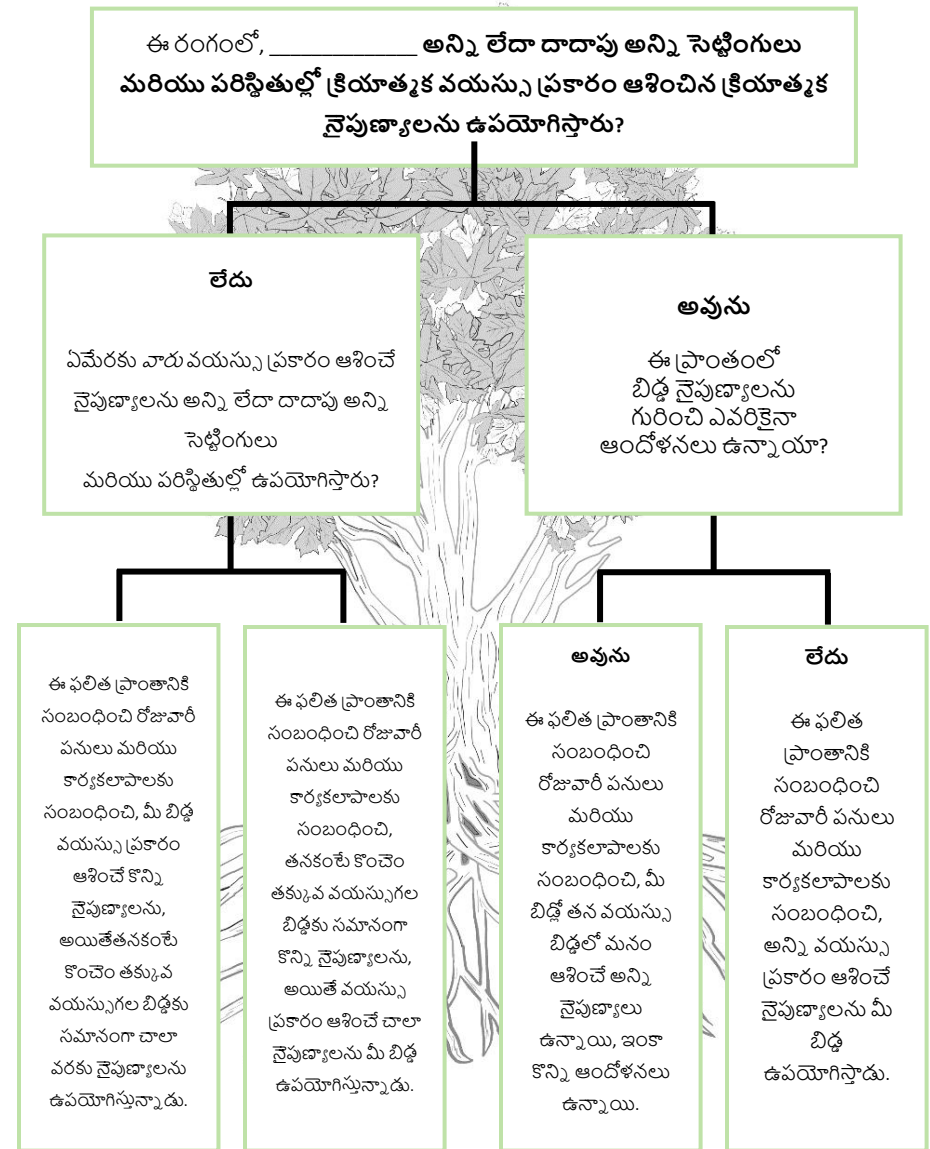 ఈ రంగంలో, ______________ అన్ని లేదా దాదాపు అన్ని సెట్టింగులు
మరియు పరిస్థితుల్లో క్రియాత్మక వయస్సు ప్రకారం ఆశించిన క్రియాత్మక
నైపుణ్యాలను ఉపయోగిస్తారు?
లేదు
ఏమేరకు వారు వయస్సు ప్రకారం ఆశించే
నైపుణ్యాలను అన్ని లేదా దాదాపు అన్ని
సెట్టింగులు
మరియు పరిస్థితుల్లో ఉపయోగిస్తారు?
అవును
ఈ ప్రాంతంలో
బిడ్డ నైపుణ్యాలను
గురించి ఎవరికైనా
ఆందోళనలు ఉన్నాయా?
ఈ ఫలిత ప్రాంతానికి
సంబంధించి రోజువారీ
పనులు మరియు
కార్యకలాపాలకు
సంబంధించి, మీ బిడ్డ
వయస్సు ప్రకారం
ఆశించే కొన్ని
నైపుణ్యాలను,
అయితేతనకంటే
కొంచెం తక్కువ
వయస్సుగల బిడ్డకు
సమానంగా చాలా
వరకు నైపుణ్యాలను
ఉపయోగిస్తున్నాడు.
ఈ ఫలిత ప్రాంతానికి
సంబంధించి రోజువారీ
పనులు మరియు
కార్యకలాపాలకు
సంబంధించి,
తనకంటే కొంచెం
తక్కువ వయస్సుగల
బిడ్డకు సమానంగా
కొన్ని నైపుణ్యాలను,
అయితే వయస్సు
ప్రకారం ఆశించే చాలా
నైపుణ్యాలను మీ బిడ్డ
ఉపయోగిస్తున్నాడు.
అవును
ఈ ఫలిత ప్రాంతానికి
సంబంధించి
రోజువారీ పనులు
మరియు
కార్యకలాపాలకు
సంబంధించి, మీ
బిడ్డ్లో తన వయస్సు
బిడ్డలో మనం
ఆశించే అన్ని
నైపుణ్యాలు
ఉన్నాయి, ఇంకా
కొన్ని ఆందోళనలు
ఉన్నాయి.
లేదు
ఈ ఫలిత
ప్రాంతానికి
సంబంధించి
రోజువారీ పనులు
మరియు
కార్యకలాపాలకు
సంబంధించి,
అన్ని వయస్సు
ప్రకారం ఆశించే
నైపుణ్యాలను మీ
బిడ్డ
ఉపయోగిస్తాడు.